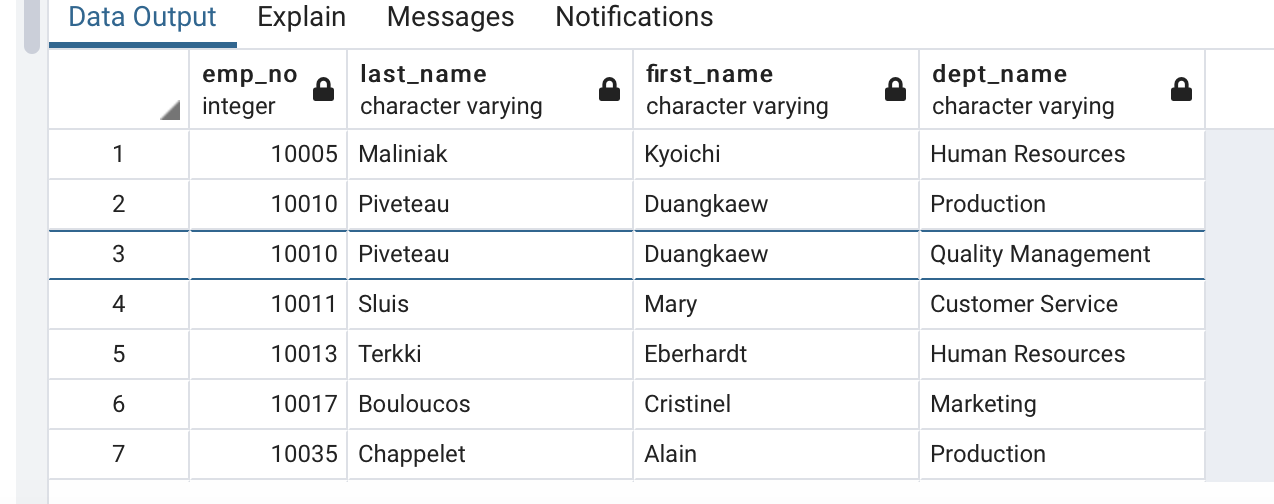 Data Output Explain Messages Notifications
emp_no last_name first_name dept_name
integer character varying character varying character varying
1 10005 Maliniak Kyoichi Human Resources
2 10010 Piveteau Duangkaew Production
3 10010 Piveteau Duangkaew Quality Management
4 10011 Sluis Mary Customer Service
5 10013 Terkki Eberhardt Human Resources
6 10017 Bouloucos Cristinel Marketing
7 10035 Chappelet Alain Production